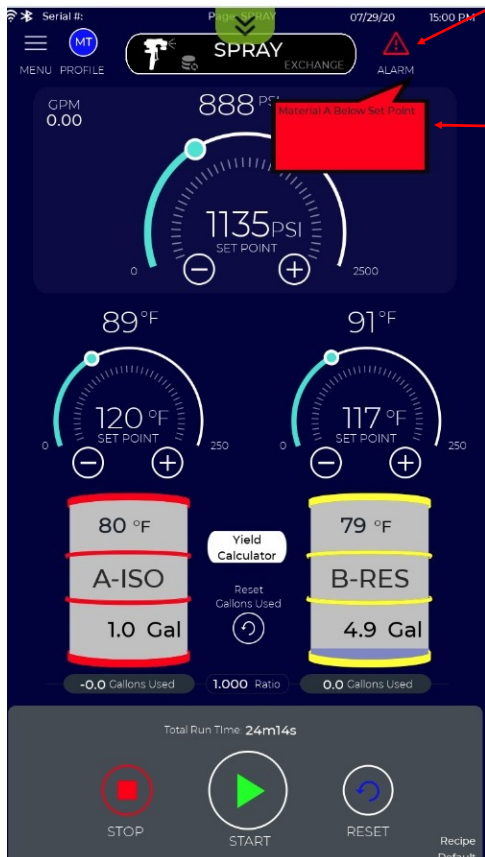 Serial #:
Page: SPRAY
07/29/20
15:00 PM
MENU
MT
PROFILE
SPRAY
EXCHANGE
ALARM
GPM
0.00
888 PSI
Material A Below Set Point
1135 PSI
SET POINT
0
2500
89 °F
91 °F
120 °F
SET POINT
0
250
117 °F
SET POINT
0
250
80 °F
A-ISO
1.0 Gal
Yield
Calculator
Reset
Gallons Used
79 °F
B-RES
4.9 Gal
-0.0 Gallons Used
1.000 Ratio
0.0 Gallons Used
Total Run Time: 24m14s
STOP
START
RESET
Recipe
Default